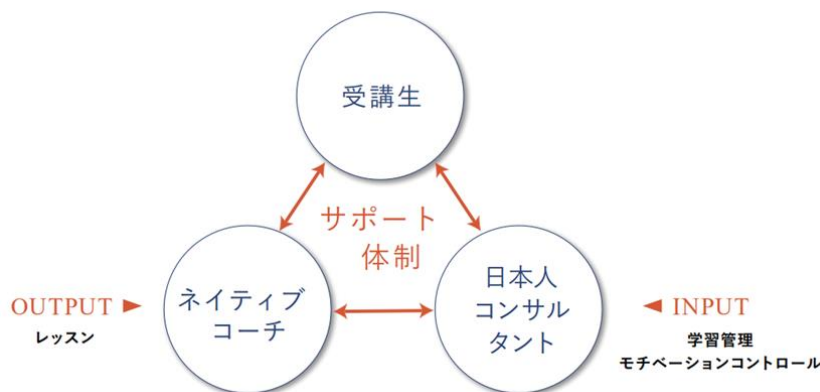 受講生
サポート
体制
ネイティブ
コーチ
日本人
コンサル
タント
OUTPUT
レッスン
INPUT
学習管理
モチベーションコントロール